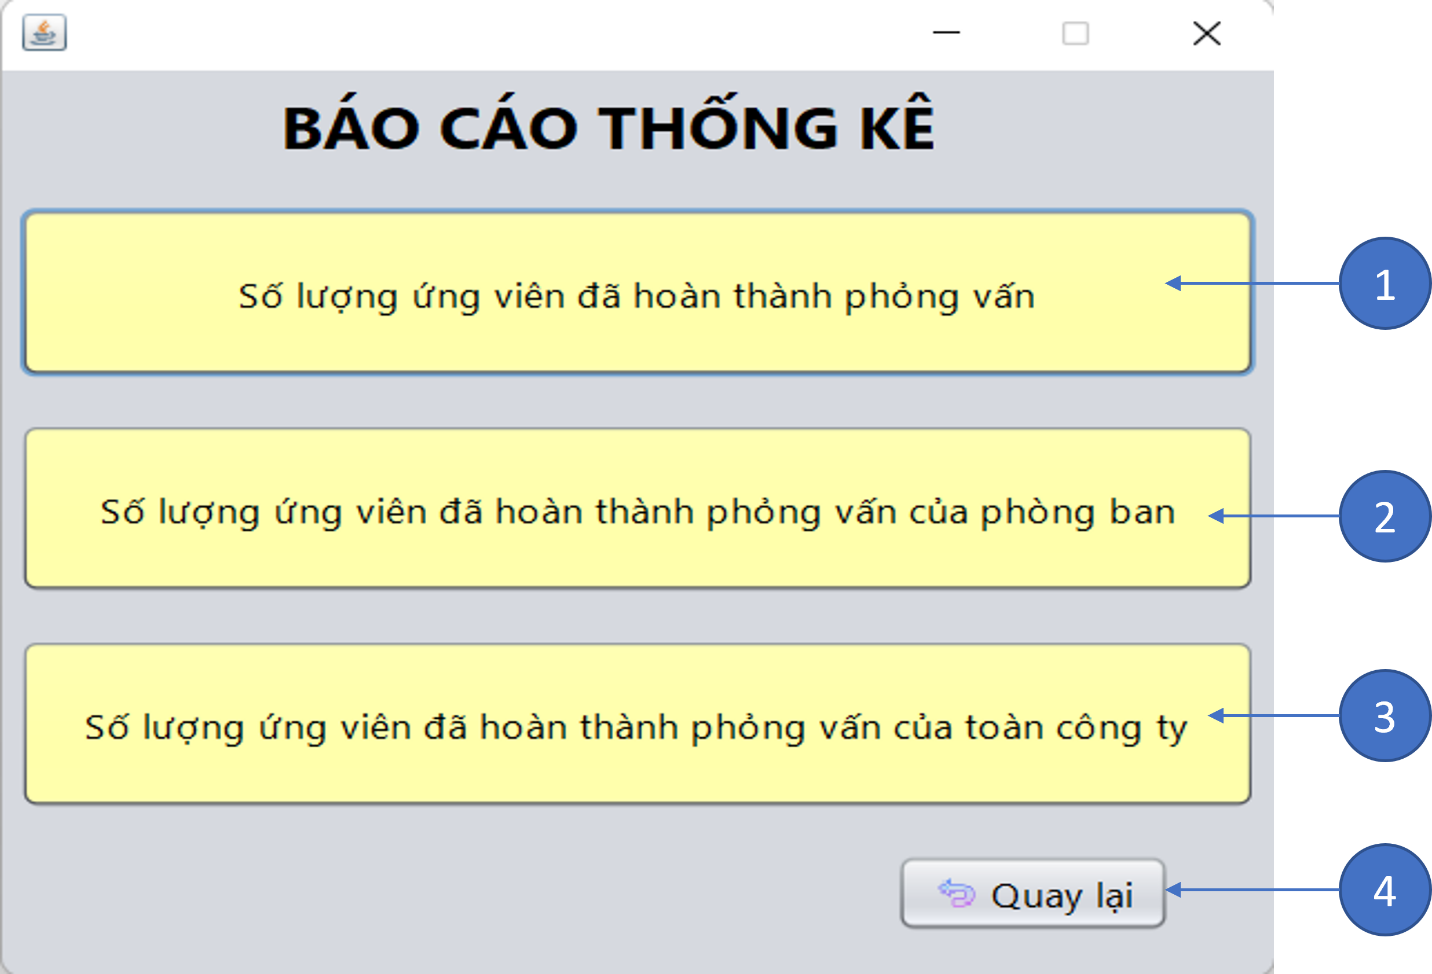 BÁO CÁO THỐNG KÊ
Số lượng ứng viên đã hoàn thành phỏng vấn
1
Số lượng ứng viên đã hoàn thành phỏng vấn của phòng ban
2
Số lượng ứng viên đã hoàn thành phỏng vấn của toàn công ty
3
Quay lại
4